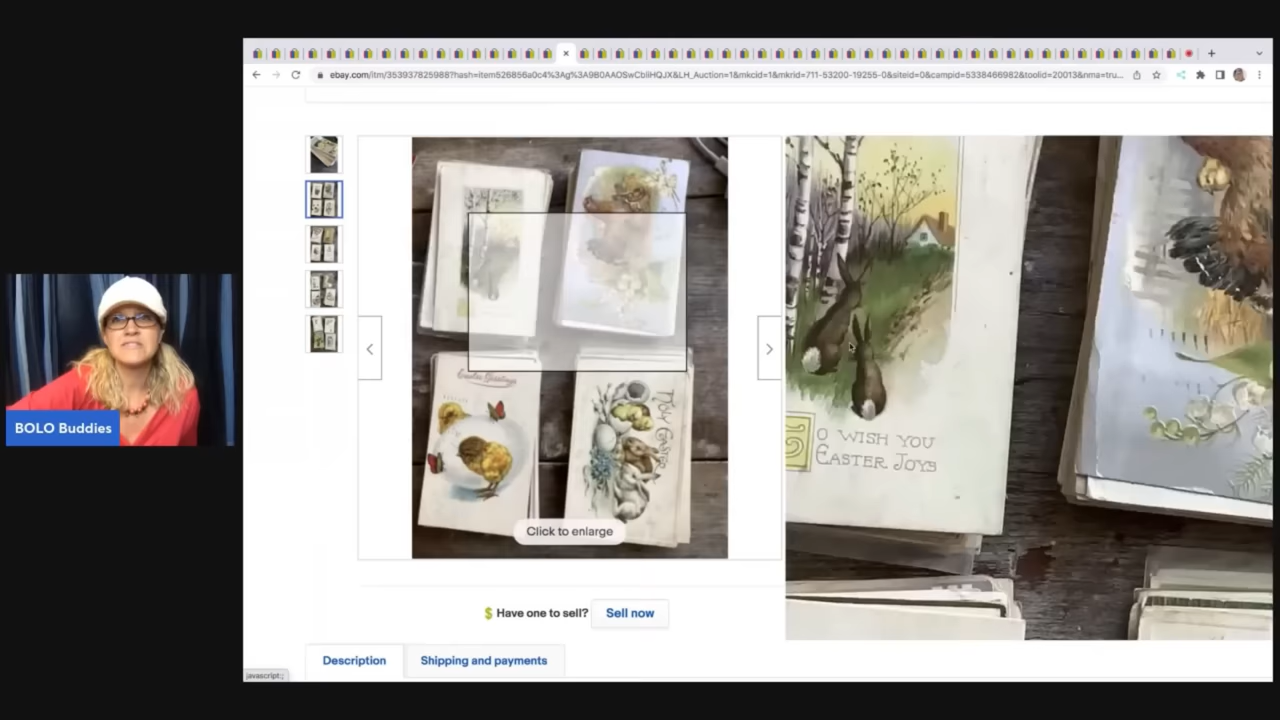 ebay.com/itm/353937825988?hash=item526856a0c4%3Ag%3A9B0AAOSwCbliHQJX&LH_Auction=1&mkcid=1&mkrid=711-53200-19255-0&siteid=0&campid=5338466982&toolid=20013&nma=tru...
Easter Greetings
Joy Easter
Click to enlarge
O WISH YOU
EASTER JOYS
BOLO Buddies
$ Have one to sell? Sell now
Description Shipping and payments
javascript:;